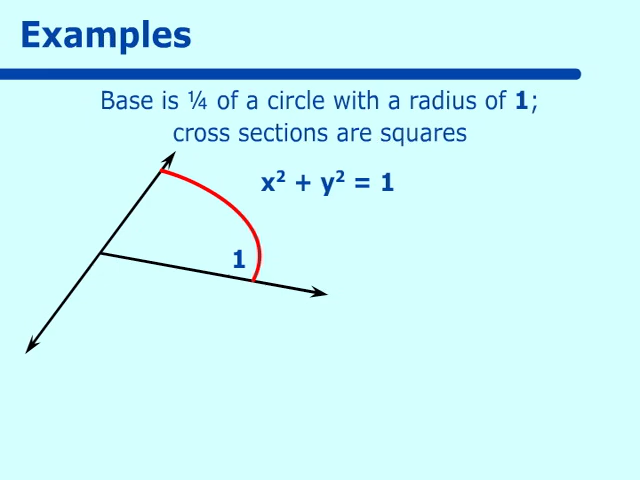 Examples
Base is ¼ of a circle with a radius of 1;
cross sections are squares
x² + y² = 1
1